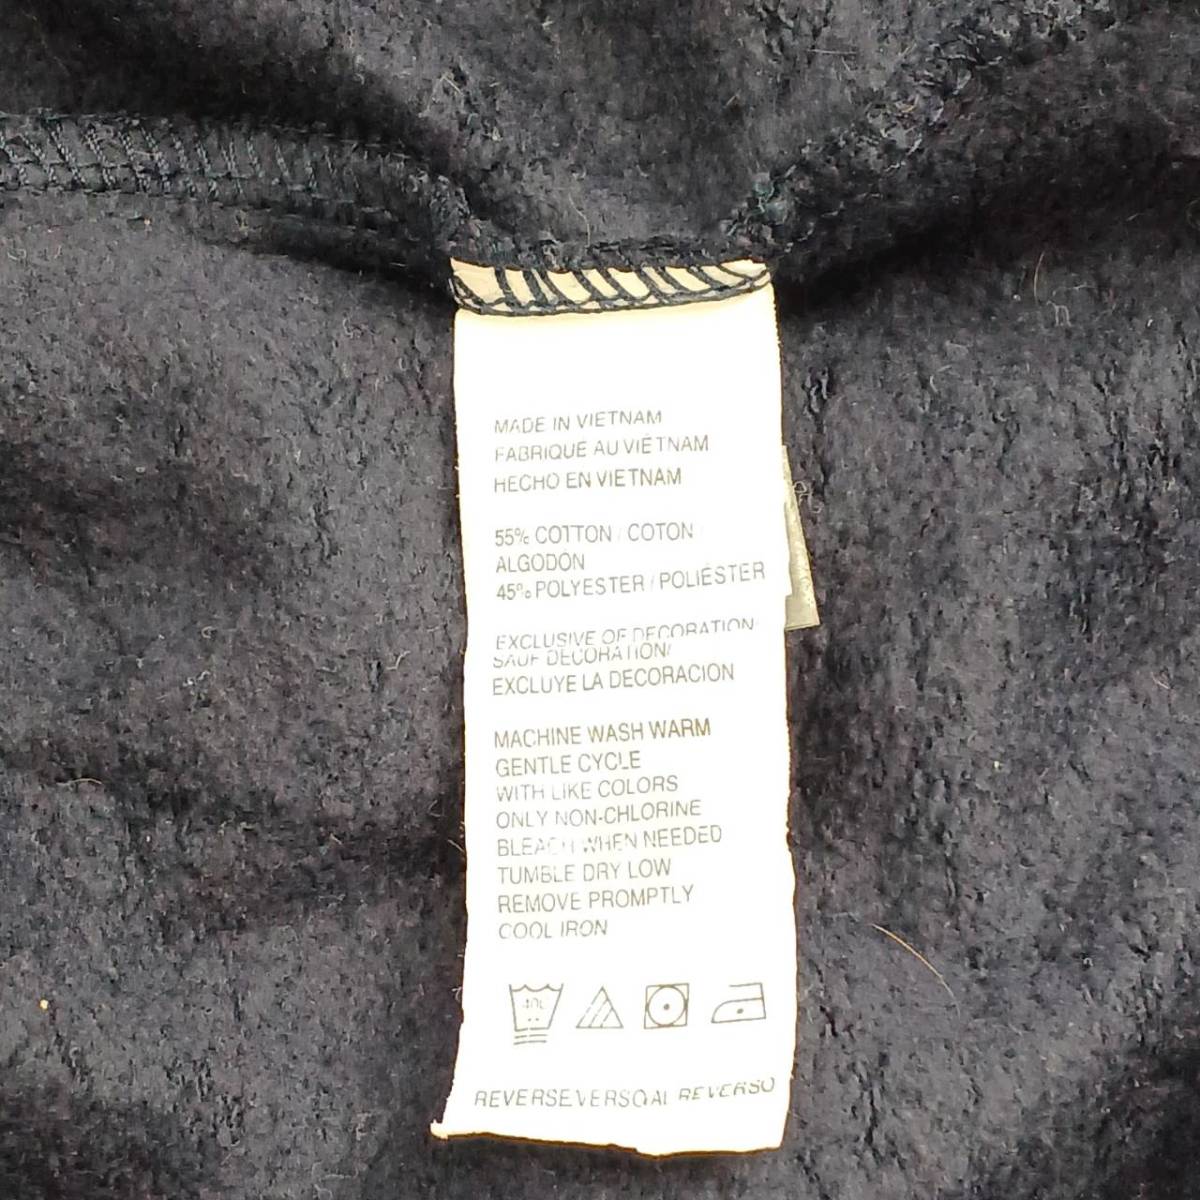 MADE IN VIETNAM
FABRIQUE AU VIÊTNAM
HECHO EN VIETNAM
55% COTTON / COTON
ALGODÓN
45% POLYESTER / POLIÉSTER
EXCLUSIVE OF DECORATION/
SAUF DECORATION/
EXCLUYE LA DECORACION
MACHINE WASH WARM
GENTLE CYCLE
WITH LIKE COLORS
ONLY NON-CHLORINE
BLEACH WHEN NEEDED
TUMBLE DRY LOW
REMOVE PROMPTLY
COOL IRON
40C
REVERSE.VERSO.AL REVERSO